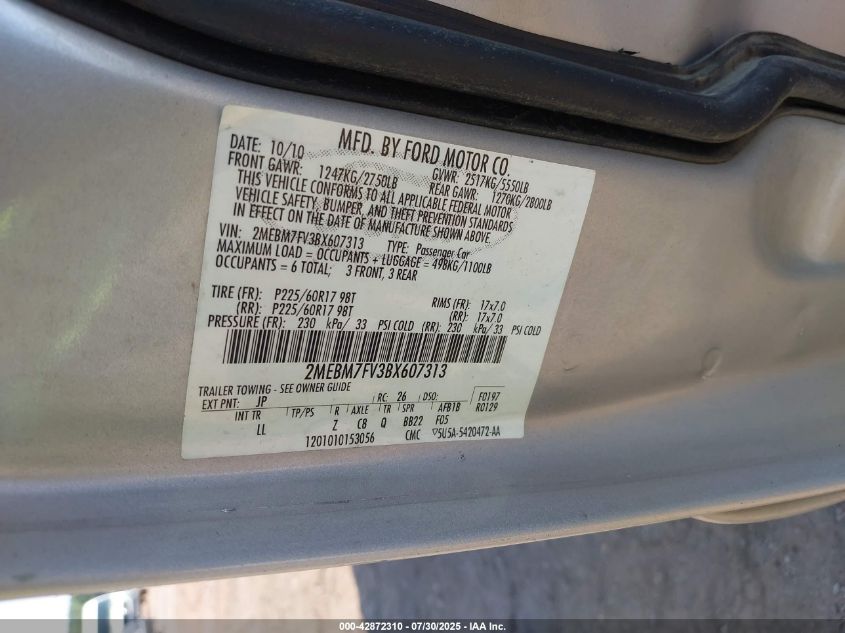 MFD. BY FORD MOTOR CO.
DATE: 10/10 GVWR: 2517KG/5550LB
FRONT GAWR: 1247KG/2750LB REAR GAWR: 1270KG/2800LB
THIS VEHICLE CONFORMS TO ALL APPLICABLE FEDERAL MOTOR
VEHICLE SAFETY, BUMPER, AND THEFT PREVENTION STANDARDS
IN EFFECT ON THE DATE OF MANUFACTURE SHOWN ABOVE.
VIN: 2MEBM7FV3BX607313 TYPE: Passenger Car
MAXIMUM LOAD = OCCUPANTS + LUGGAGE = 498KG/1100LB
OCCUPANTS = 6 TOTAL; 3 FRONT, 3 REAR
TIRE (FR): P225/60R17 98T RIMS (FR): 17x7.0
(RR): P225/60R17 98T (RR): 17x7.0
PRESSURE (FR): 230 kPa/ 33 PSI COLD (RR): 230 kPa/ 33 PSI COLD
2MEBM7FV3BX607313
TRAILER TOWING - SEE OWNER GUIDE
EXT PNT: JP RC: 26 DSO: F0197
INT TR TP/PS R AXLE TR SPR AFB1B R0129
LL Z C8 Q BB22 F05
1201010153056 CMC ▽5U5A-5420472-AA
000-42872310 - 07/30/2025 - IAA Inc.